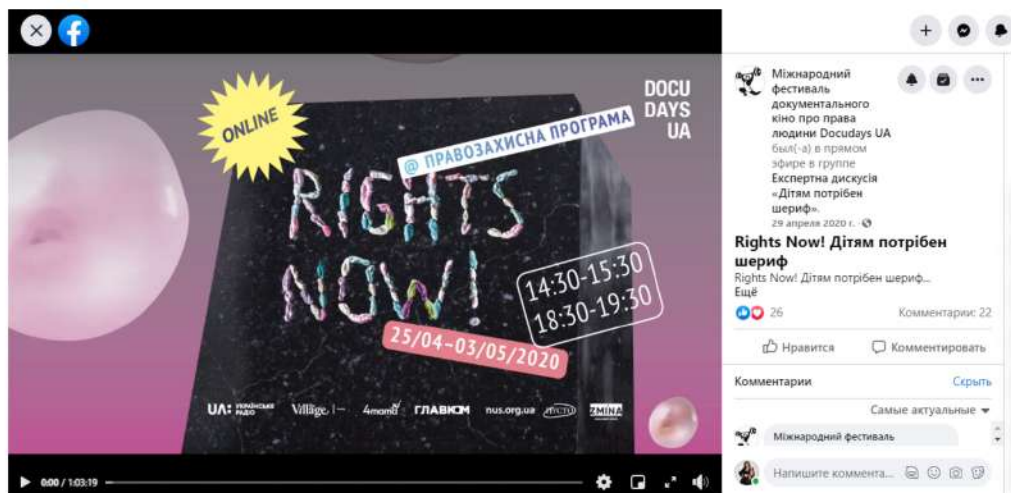 ONLINE
DOCU
DAYS
UA
@ ПРАВОЗАХИСНА ПРОГРАМА
RIGHTS
NOW!
14:30-15:30
18:30-19:30
25/04-03/05/2020
UA: УКРАЇНСЬКЕ РАДІО
Village
4mama
ГЛАВКОМ
nus.org.ua
ПУСТО
ZMINA
0:00 / 1:03:19
Міжнародний
фестиваль
документального
кіно про права
людини Docudays UA
был(-а) в прямом
эфире в группе
Експертна дискусія
«Дітям потрібен
шериф».
29 апреля 2020 г. ·
Rights Now! Дітям потрібен
шериф
Rights Now! Дітям потрібен шериф...
Ещё
26
Комментарии: 22
Нравится
Комментировать
Комментарии
Скрыть
Самые актуальные
Міжнародний фестиваль
Напишите коммента...